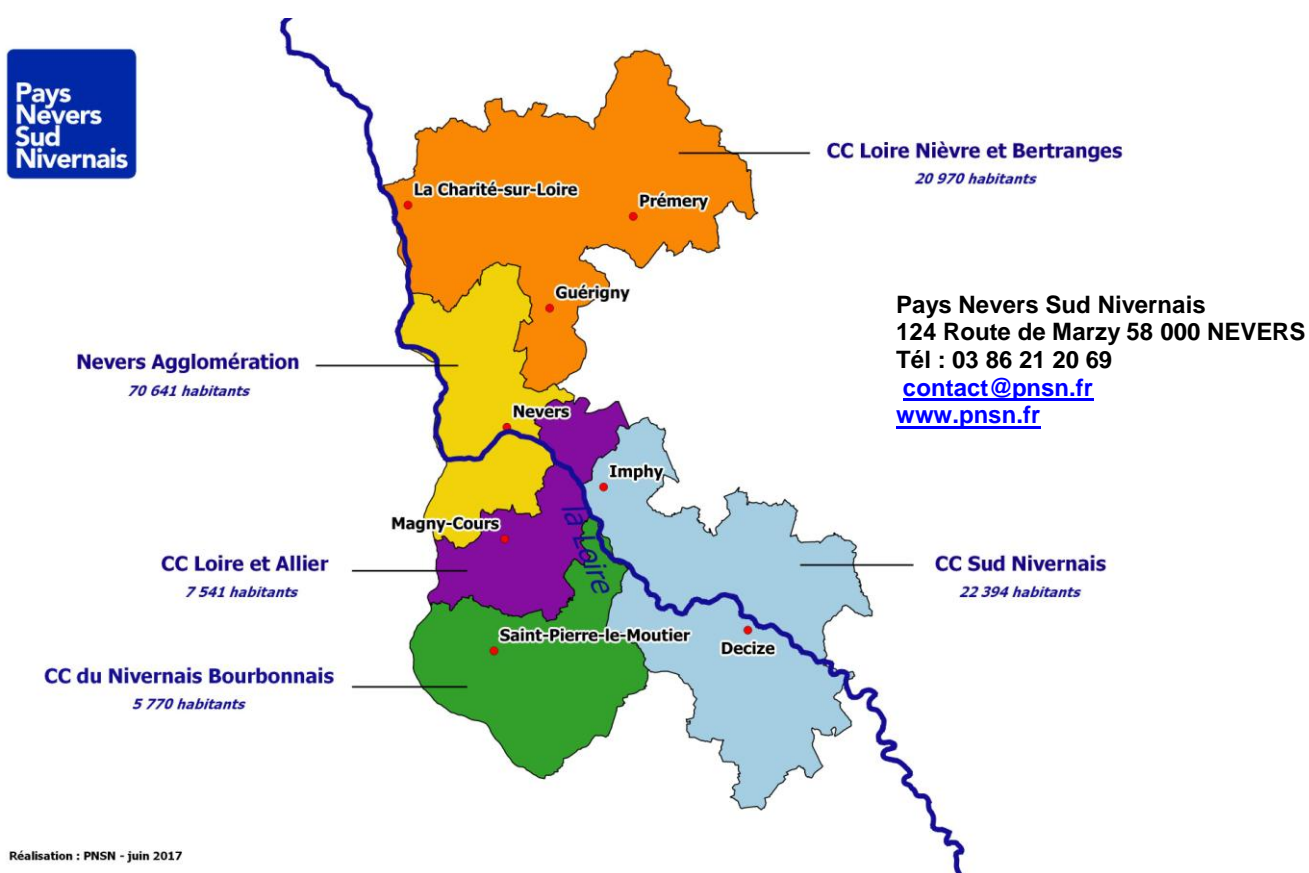 Pays
Nevers
Sud
Nivernais
CC Loire Nièvre et Bertranges
20 970 habitants
La Charité-sur-Loire
Prémery
Guérigny
Pays Nevers Sud Nivernais
124 Route de Marzy 58 000 NEVERS
Tél : 03 86 21 20 69
contact@pnsn.fr
www.pnsn.fr
Nevers Agglomération
70 641 habitants
Nevers
Imphy
Magny-Cours
la Loire
CC Loire et Allier
7 541 habitants
CC Sud Nivernais
22 394 habitants
Saint-Pierre-le-Moutier
Decize
CC du Nivernais Bourbonnais
5 770 habitants
Réalisation : PNSN - juin 2017